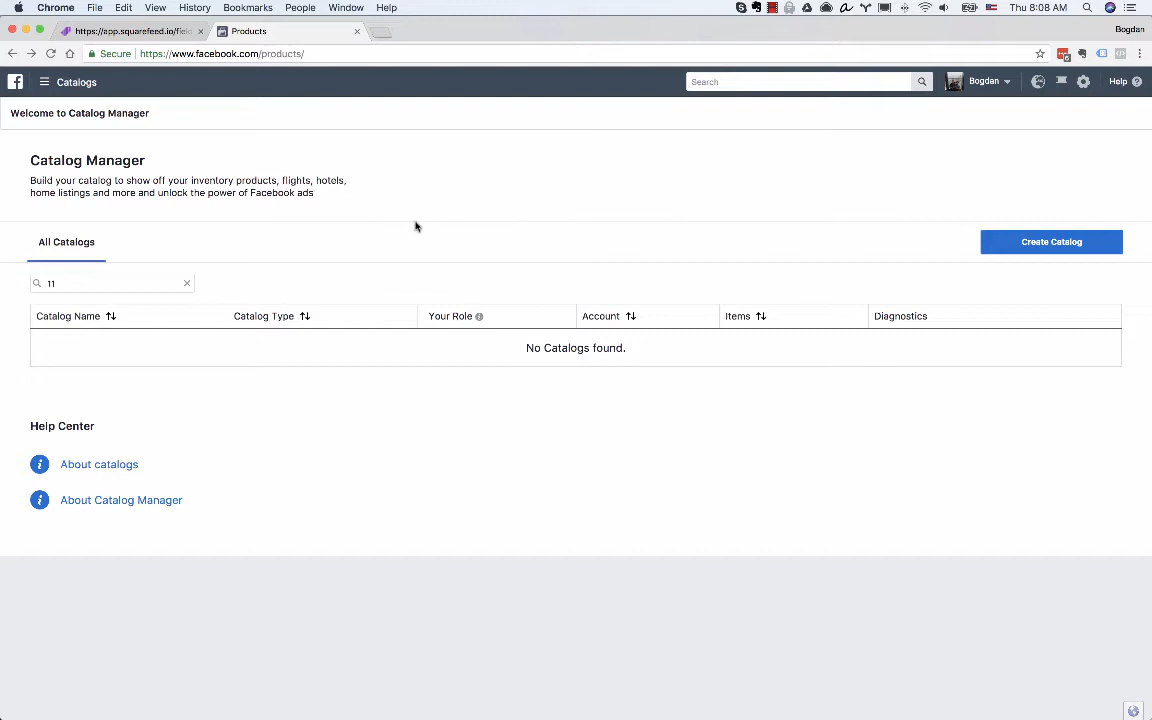 Chrome File Edit View History Bookmarks People Window Help Thu 8:08 AM
https://app.squarefeed.io/field Products Bogdan
Secure https://www.facebook.com/products/
Catalogs Search Bogdan Help
Welcome to Catalog Manager
Catalog Manager
Build your catalog to show off your inventory products, flights, hotels,
home listings and more and unlock the power of Facebook ads
All Catalogs Create Catalog
11
Catalog Name Catalog Type Your Role Account Items Diagnostics
No Catalogs found.
Help Center
About catalogs
About Catalog Manager